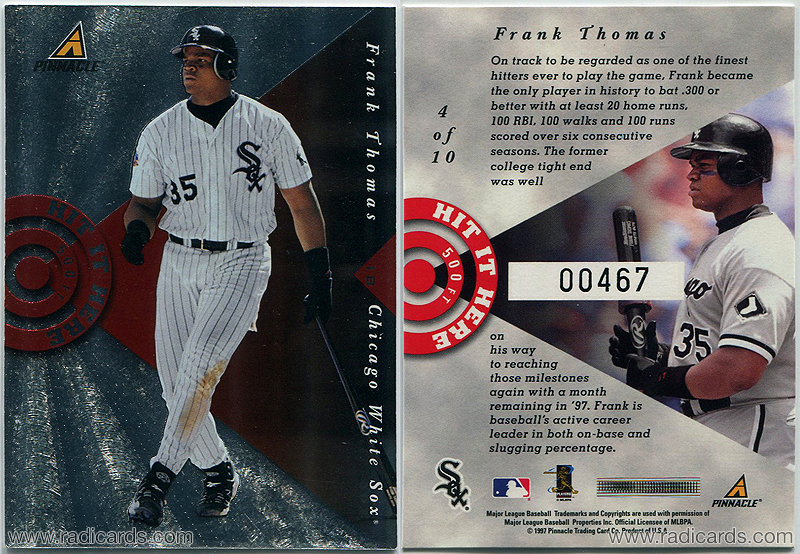 PINNACLE
Frank Thomas
Chicago White Sox
35
Sox
HIT IT HERE
500 FT
www.radicards.com
Frank Thomas
On track to be regarded as one of the finest
hitters ever to play the game, Frank became
the only player in history to bat .300 or
better with at least 20 home runs,
100 RBI, 100 walks and 100 runs
scored over six consecutive
seasons. The former
college tight end
was well
4
of
10
HIT IT HERE
500 FT
00467
35
on
his way
to reaching
those milestones
again with a month
remaining in '97. Frank is
baseball's active career
leader in both on-base and
slugging percentage.
Sox
PINNACLE
Major League Baseball Trademarks and Copyrights are used with permission of
Major League Baseball Properties Inc. Official Licensee of MLBPA.
© 1997 Pinnacle Trading Card Co. Product of U.S.A.
www.radicards.com